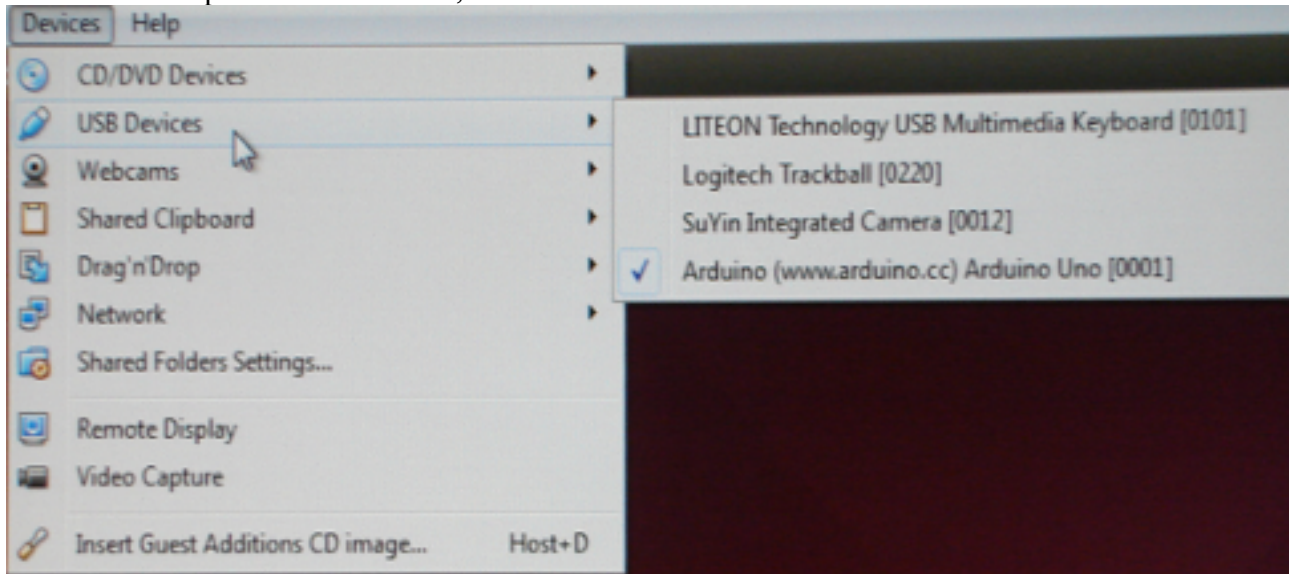 Devices Help
CD/DVD Devices
USB Devices
Webcams
Shared Clipboard
Drag'n'Drop
Network
Shared Folders Settings...
Remote Display
Video Capture
Insert Guest Additions CD image... Host+D
LITEON Technology USB Multimedia Keyboard [0101]
Logitech Trackball [0220]
SuYin Integrated Camera [0012]
Arduino (www.arduino.cc) Arduino Uno [0001]